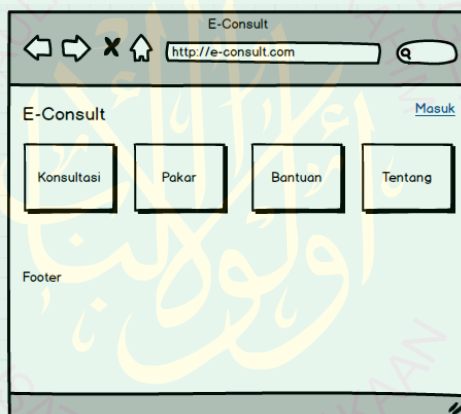 E-Consult
http://e-consult.com
E-Consult
Masuk
Konsultasi Pakar Bantuan Tentang
Footer